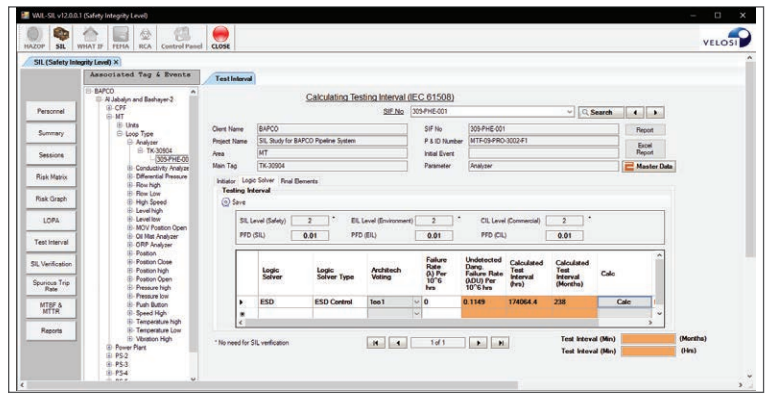 VAIL-SIL v12.0.0.1 (Safety Integrity Level)
HAZOP SIL WHAT IF FEMA RCA Control Panel CLOSE
VELOSI
SIL (Safety Integrity Level) ×
Associated Tag & Events
Test Interval
Personnel
Summary
Sessions
Risk Matrix
Risk Graph
LOPA
Test Interval
SIL Verification
Spurious Trip
Rate
MTBF &
MTTR
Reports
BAPCO
Al Jabalyn and Bashayer-2
CPF
MT
Units
Loop Type
Analyzer
TK-30904
309-PHE-00
Conductivity Analyze
Differential Pressure
Flow high
Flow Low
High Speed
Level high
Level low
MOV Position Open
Oil Mist Analyzer
ORP Analyzer
Position
Position Close
Position high
Position Open
Pressure high
Pressure low
Push Button
Speed High
Temperature high
Temperature Low
Vibration High
Power Plant
PS-2
PS-3
PS-4
Calculating Testing Interval (IEC 61508)
SIF No 309-PHE-001 Search
Client Name BAPCO SIF No 309-PHE-001 Report
Project Name SIL Study for BAPCO Pipeline System P & ID Number MTF-09-PRO-3002-F1 Excel
Report
Area MT Initial Event
Main Tag TK-30904 Parameter Analyzer Master Data
Initiator Logic Solver Final Elements
Testing Interval
Save
SIL Level (Safety) 2 * EIL Level (Environment) 2 * CIL Level (Commercial) 2 *
PFD (SIL) 0.01 PFD (EIL) 0.01 PFD (CIL) 0.01
Logic
Solver
Logic
Solver Type
Architech
Voting
Failure
Rate
(λ) Per
10^6
hrs
Undetected
Dang.
Failure Rate
(λDU) Per
10^6 hrs
Calculated
Test
Interval
(hrs)
Calculated
Test
Interval
(Months)
Calc
ESD ESD Control 1oo1 0 0.1149 174064.4 238 Calc
* No need for SIL verification
1 of 1
Test Interval (Min) (Months)
Test Interval (Min) (Hrs)